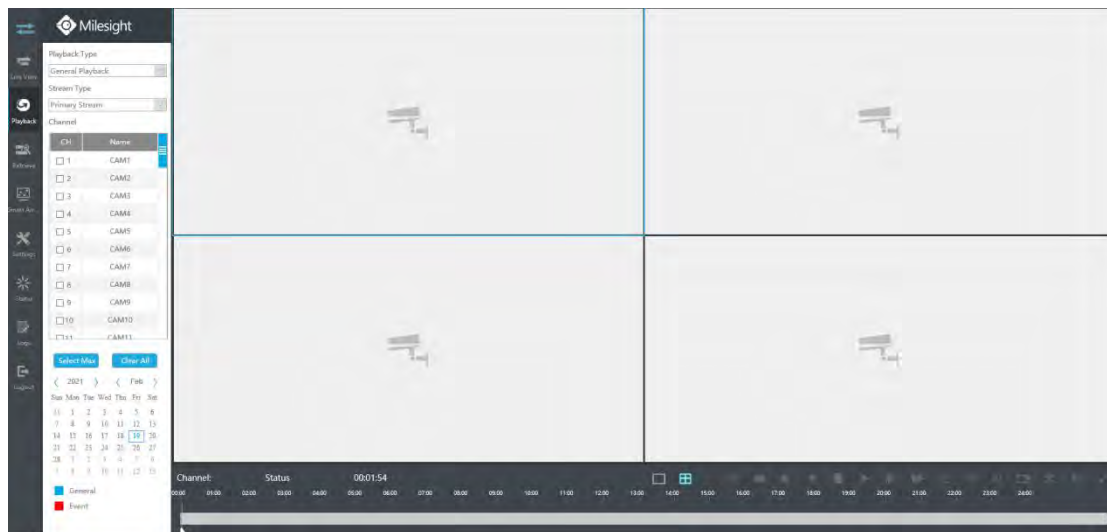 Milesight
Playback Type
General Playback
Stream Type
Primary Stream
Channel
CH Name
1 CAM1
2 CAM2
3 CAM3
4 CAM4
5 CAM5
6 CAM6
7 CAM7
8 CAM8
9 CAM9
10 CAM10
11 CAM11
Select Max Clear All
2021 Feb
Sun Mon Tue Wed Thu Fri Sat
31 1 2 3 4 5 6
7 8 9 10 11 12 13
14 15 16 17 18 19 20
21 22 23 24 25 26 27
28 1 2 3 4 5 6
7 8 9 10 11 12 13
General
Event
Live View
Playback
Retrieve
Settings
Status
Logs
Logout
Channel: Status 00:01:54
00:00 01:00 02:00 03:00 04:00 05:00 06:00 07:00 08:00 09:00 10:00 11:00 12:00 13:00 14:00 15:00 16:00 17:00 18:00 19:00 20:00 21:00 22:00 23:00 24:00